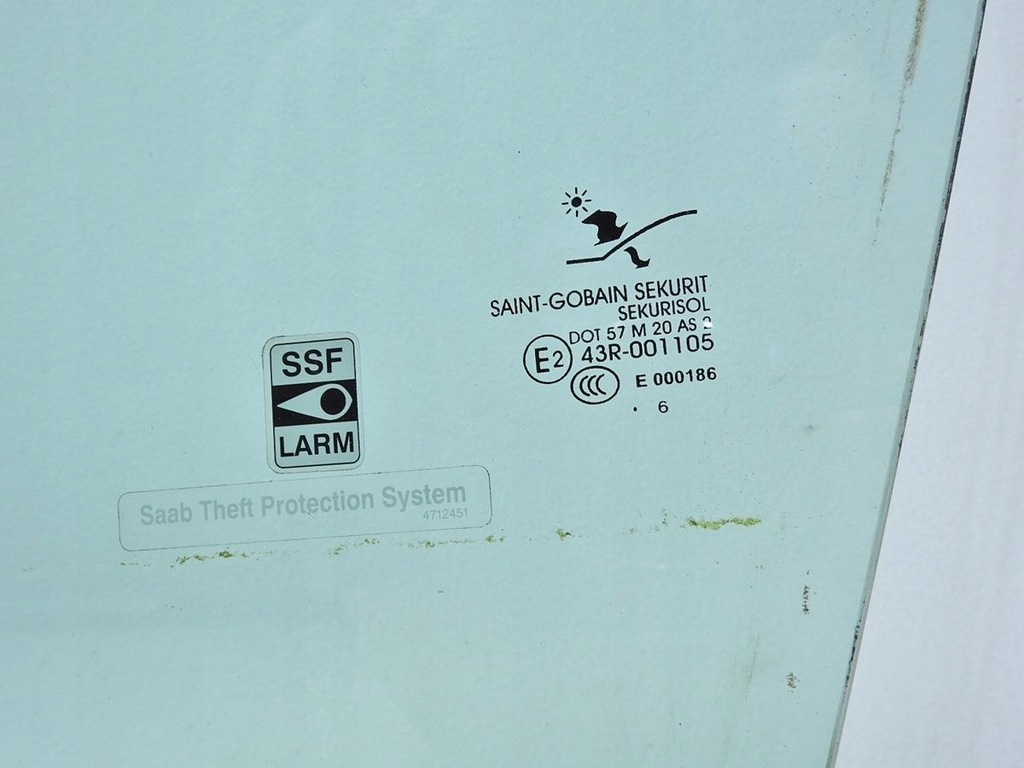 SAINT-GOBAIN SEKURIT
SEKURISOL
DOT 57 M 20 AS 2
E2 43R-001105
CCC E 000186
. 6
SSF
LARM
Saab Theft Protection System
4712451